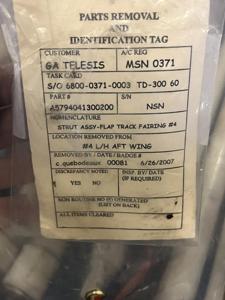 PARTS REMOVAL
AND
IDENTIFICATION TAG
CUSTOMER A/C REG
GA TELESIS MSN 0371
TASK CARD
S/O 6800-0371-0003 TD-300 60
PART # S/N
A5794041300200 NSN
NOMENCLATURE
STRUT ASSY-FLAP TRACK FAIRING #4
REMOVED FROM
#4 L/H AFT WING
REMOVED BY / DATE / BADGE #
c.quebodeaux 00081 6/26/2007
DISCREPANCY NOTED: INSP. BY/ DATE
YES NO (IF REQUIRED)
NON ROUTINE NO (S) GENERATED
(LIST ON BACK)
ALL ITEMS CLEARED